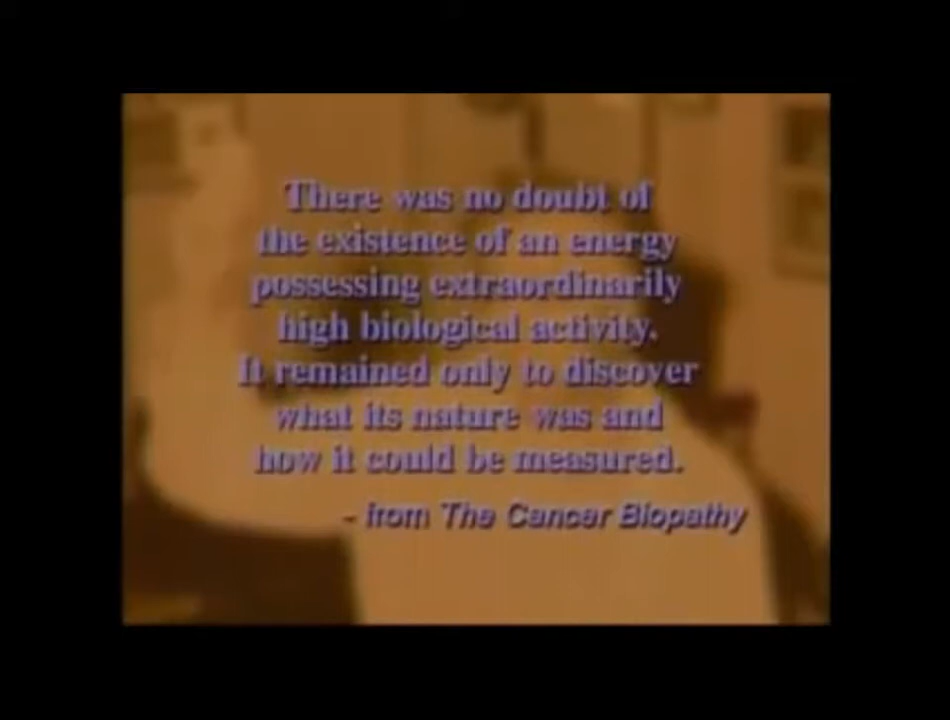 There was no doubt of
the existence of an energy
possessing extraordinarily
high biological activity.
It remained only to discover
what its nature was and
how it could be measured.
- from The Cancer Biopathy